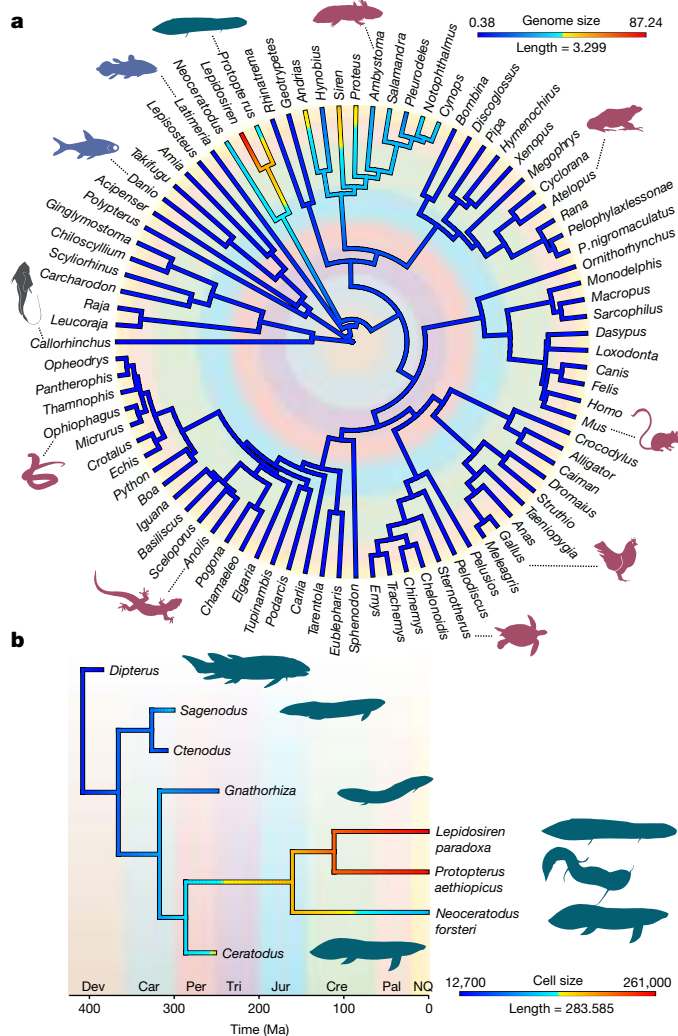 a
0.38 Genome size 87.24
Length = 3.299
Callorhinchus
Leucoraja
Raja
Carcharodon
Scyliorhinus
Chiloscyllium
Ginglymostoma
Polypterus
Acipenser
Danio
Takifugu
Amia
Lepisosteus
Latimeria
Neoceratodus
Lepidosiren
Protopterus
Rhinatrema
Geotrypetes
Andrias
Hynobius
Siren
Proteus
Ambystoma
Salamandra
Pleurodeles
Notophthalmus
Cynops
Bombina
Discoglossus
Pipa
Hymenochirus
Xenopus
Megophrys
Cyclorana
Atelopus
Rana
Pelophylaxlessonae
P. nigromaculatus
Ornithorhynchus
Monodelphis
Macropus
Sarcophilus
Dasypus
Loxodonta
Canis
Felis
Homo
Mus
Crocodylus
Alligator
Caiman
Dromaius
Struthio
Taeniopygia
Anas
Gallus
Meleagris
Pelusios
Pelodiscus
Sternotherus
Chelonoidis
Chinemys
Trachemys
Emys
Sphenodon
Eublepharis
Tarentola
Carlia
Podarcis
Tupinambis
Elgaria
Chamaeleo
Pogona
Anolis
Sceloporus
Basiliscus
Iguana
Boa
Python
Echis
Crotalus
Micrurus
Ophiophagus
Thamnophis
Pantherophis
Opheodrys
b
Dipterus
Sagenodus
Ctenodus
Gnathorhiza
Lepidosiren
paradoxa
Protopterus
aethiopicus
Neoceratodus
forsteri
Ceratodus
Dev Car Per Tri Jur Cre Pal NQ
400 300 200 100 0
Time (Ma)
12,700 Cell size 261,000
Length = 283.585